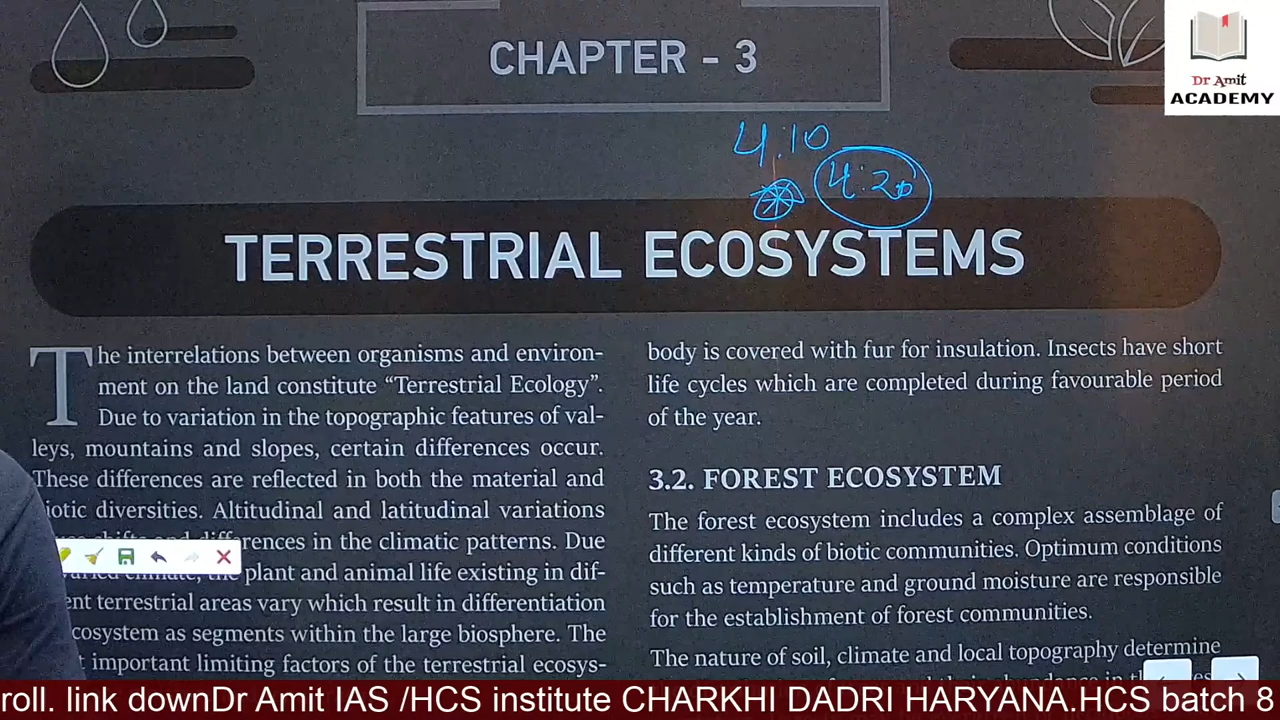 CHAPTER - 3
Dr Amit
ACADEMY
4:10
4:20
TERRESTRIAL ECOSYSTEMS
The interrelations between organisms and environ-
ment on the land constitute “Terrestrial Ecology”.
Due to variation in the topographic features of val-
leys, mountains and slopes, certain differences occur.
These differences are reflected in both the material and
iotic diversities. Altitudinal and latitudinal variations
differences in the climatic patterns. Due
the plant and animal life existing in dif-
ent terrestrial areas vary which result in differentiation
cosystem as segments within the large biosphere. The
t important limiting factors of the terrestrial ecosys-
body is covered with fur for insulation. Insects have short
life cycles which are completed during favourable period
of the year.
3.2. FOREST ECOSYSTEM
The forest ecosystem includes a complex assemblage of
different kinds of biotic communities. Optimum conditions
such as temperature and ground moisture are responsible
for the establishment of forest communities.
The nature of soil, climate and local topography determine
roll. link downDr Amit IAS /HCS institute CHARKHI DADRI HARYANA.HCS batch 8